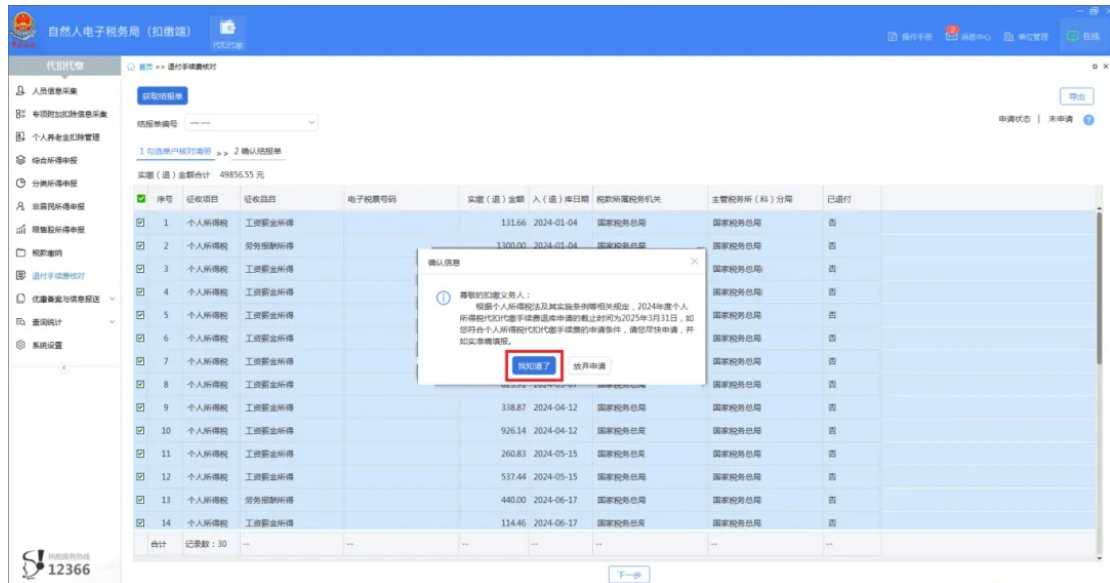 自然人电子税务局（扣缴端）
代扣代缴
操作手册
消息中心
单位管理
在线
代扣代缴
首页 >> 退付手续费核对
人员信息采集
专项附加扣除信息采集
个人养老金扣除管理
综合所得申报
分类所得申报
非居民所得申报
限售股所得申报
税款缴纳
退付手续费核对
优惠备案与信息报送
查询统计
系统设置
获取结报单
导出
结报单编号 -- --
申请状态 | 未申请
1 勾选单户核对清册 >> 2 确认结报单
实缴（退）金额合计 49856.55 元
序号 征收项目 征收品目 电子税票号码 实缴（退）金额 入（退）库日期 税款所属税务机关 主管税务所（科）分局 已退付
1 个人所得税 工资薪金所得 131.66 2024-01-04 国家税务总局 国家税务总局 否
2 个人所得税 劳务报酬所得 1300.00 2024-01-04 国家税务总局 国家税务总局 否
3 个人所得税 工资薪金所得 国家税务总局 否
4 个人所得税 工资薪金所得 国家税务总局 否
5 个人所得税 工资薪金所得 国家税务总局 否
6 个人所得税 工资薪金所得 国家税务总局 否
7 个人所得税 工资薪金所得 国家税务总局 否
8 个人所得税 工资薪金所得 国家税务总局 否
9 个人所得税 工资薪金所得 338.87 2024-04-12 国家税务总局 国家税务总局 否
10 个人所得税 工资薪金所得 926.14 2024-04-12 国家税务总局 国家税务总局 否
11 个人所得税 工资薪金所得 260.83 2024-05-15 国家税务总局 国家税务总局 否
12 个人所得税 工资薪金所得 537.44 2024-05-15 国家税务总局 国家税务总局 否
13 个人所得税 劳务报酬所得 440.00 2024-06-17 国家税务总局 国家税务总局 否
14 个人所得税 工资薪金所得 114.46 2024-06-17 国家税务总局 国家税务总局 否
合计 记录数：30 -- -- -- -- -- -- --
确认信息
尊敬的扣缴义务人：
根据个人所得税法及其实施条例等相关规定，2024年度个人
所得税代扣代缴手续费退库申请的截止时间为2025年3月31日，如
您符合个人所得税代扣代缴手续费的申请条件，请您尽快申请，并
如实准确填报。
我知道了
放弃申请
纳税服务热线
12366
下一步